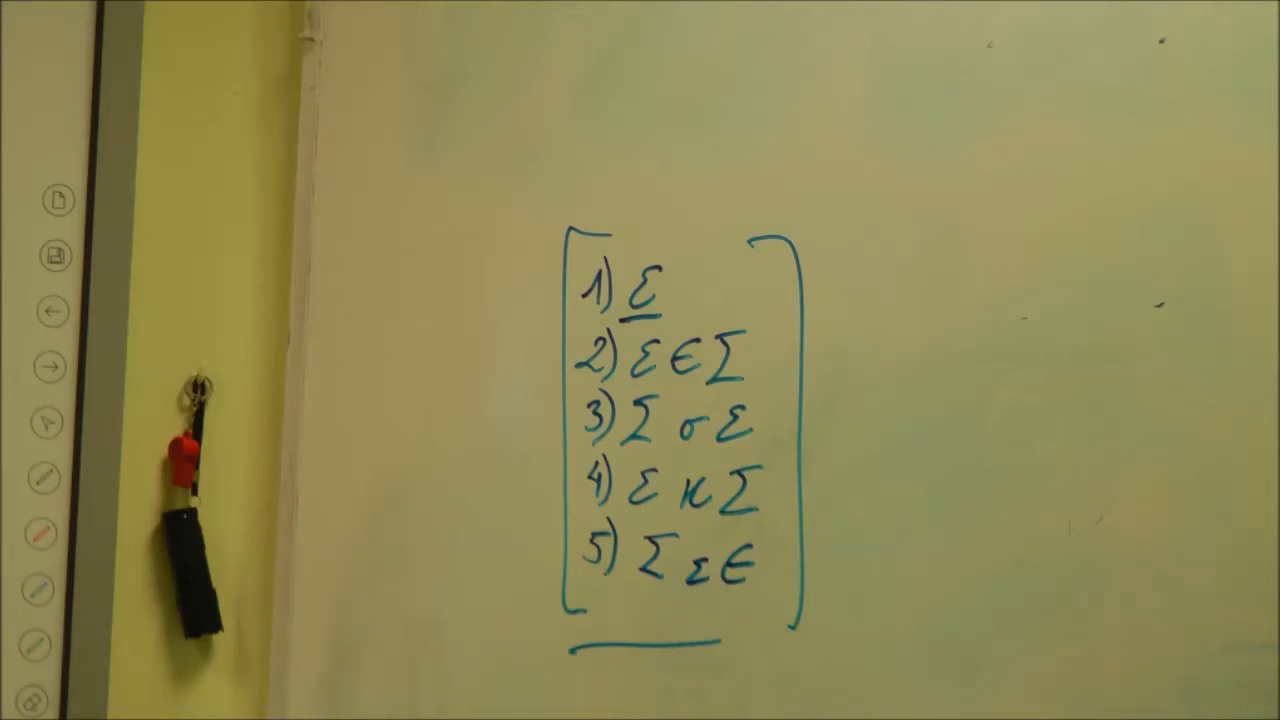 1) Ɛ
2) Ɛ ∈ Σ
3) Σ σ Ɛ
4) Ɛ и Σ
5) Σ Σ ∈